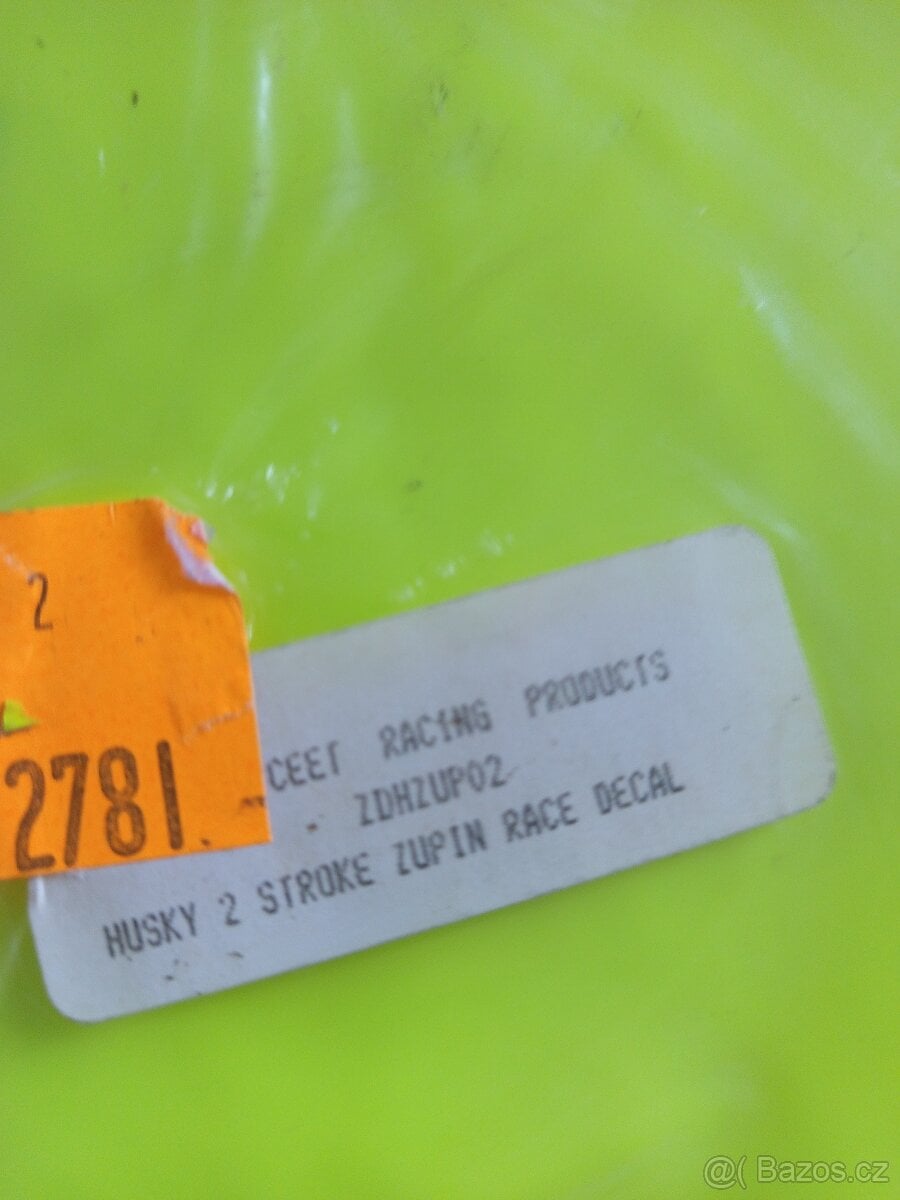 2
2781.
CEET RACING PRODUCTS
ZDHZUP02
HUSKY 2 STROKE ZUPIN RACE DECAL
@( Bazos.cz